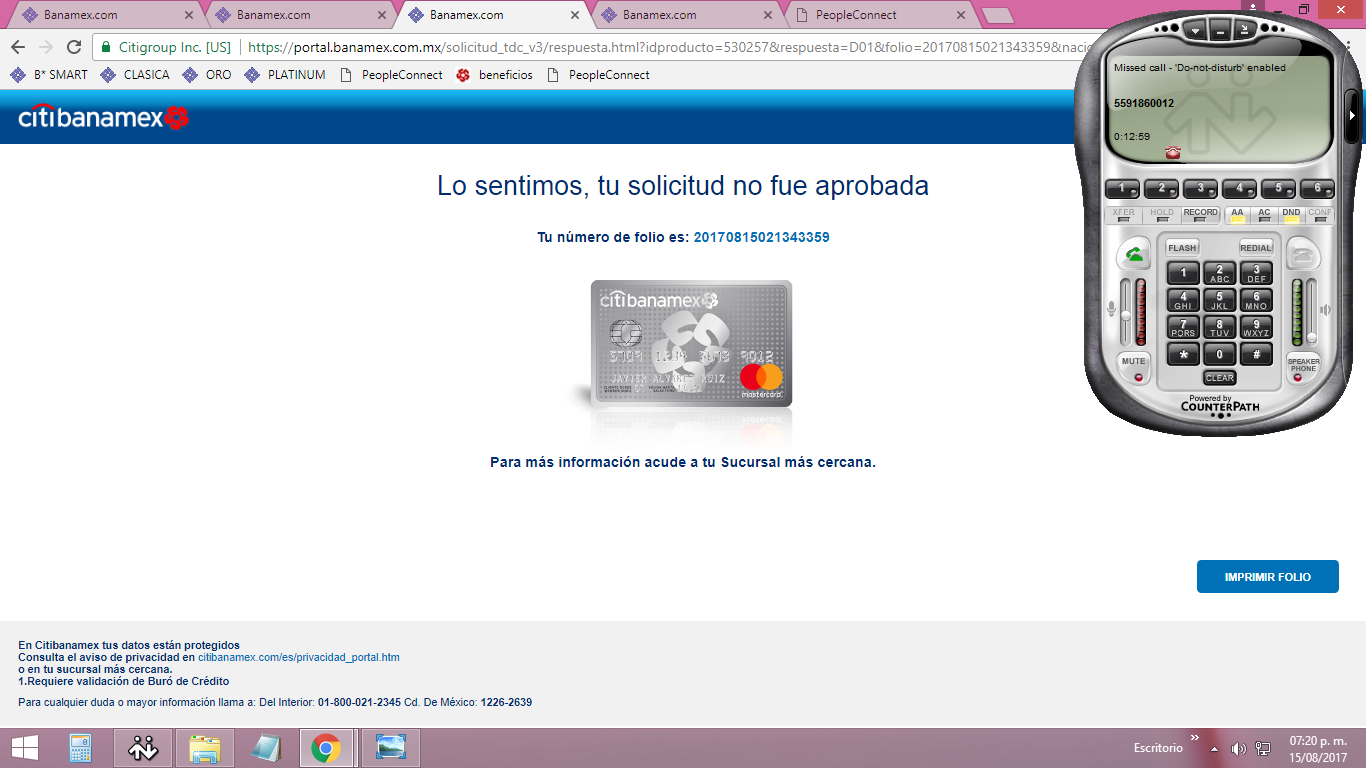 Banamex.com
Banamex.com
Banamex.com
Banamex.com
PeopleConnect
Citigroup Inc. [US]
https://portal.banamex.com.mx/solicitud_tdc_v3/respuesta.html?idproducto=530257&respuesta=D01&folio=20170815021343359&nacio
B* SMART
CLASICA
ORO
PLATINUM
PeopleConnect
beneficios
PeopleConnect
citibanamex
Lo sentimos, tu solicitud no fue aprobada
Tu número de folio es: 20170815021343359
citibanamex
mastercard
Para más información acude a tu Sucursal más cercana.
IMPRIMIR FOLIO
En Citibanamex tus datos están protegidos
Consulta el aviso de privacidad en citibanamex.com/es/privacidad_portal.htm
o en tu sucursal más cercana.
1.Requiere validación de Buró de Crédito
Para cualquier duda o mayor información llama a: Del Interior: 01-800-021-2345 Cd. De México: 1226-2639
Missed call - 'Do-not-disturb' enabled
5591860012
0:12:59
1 2 3 4 5 6
XFER HOLD RECORD AA AC DND CONF
FLASH REDIAL
1 2 ABC 3 DEF
4 GHI 5 JKL 6 MNO
7 PQRS 8 TUV 9 WXYZ
* 0 #
MUTE
SPEAKER PHONE
CLEAR
Powered by
COUNTERPATH
Escritorio
07:20 p. m.
15/08/2017